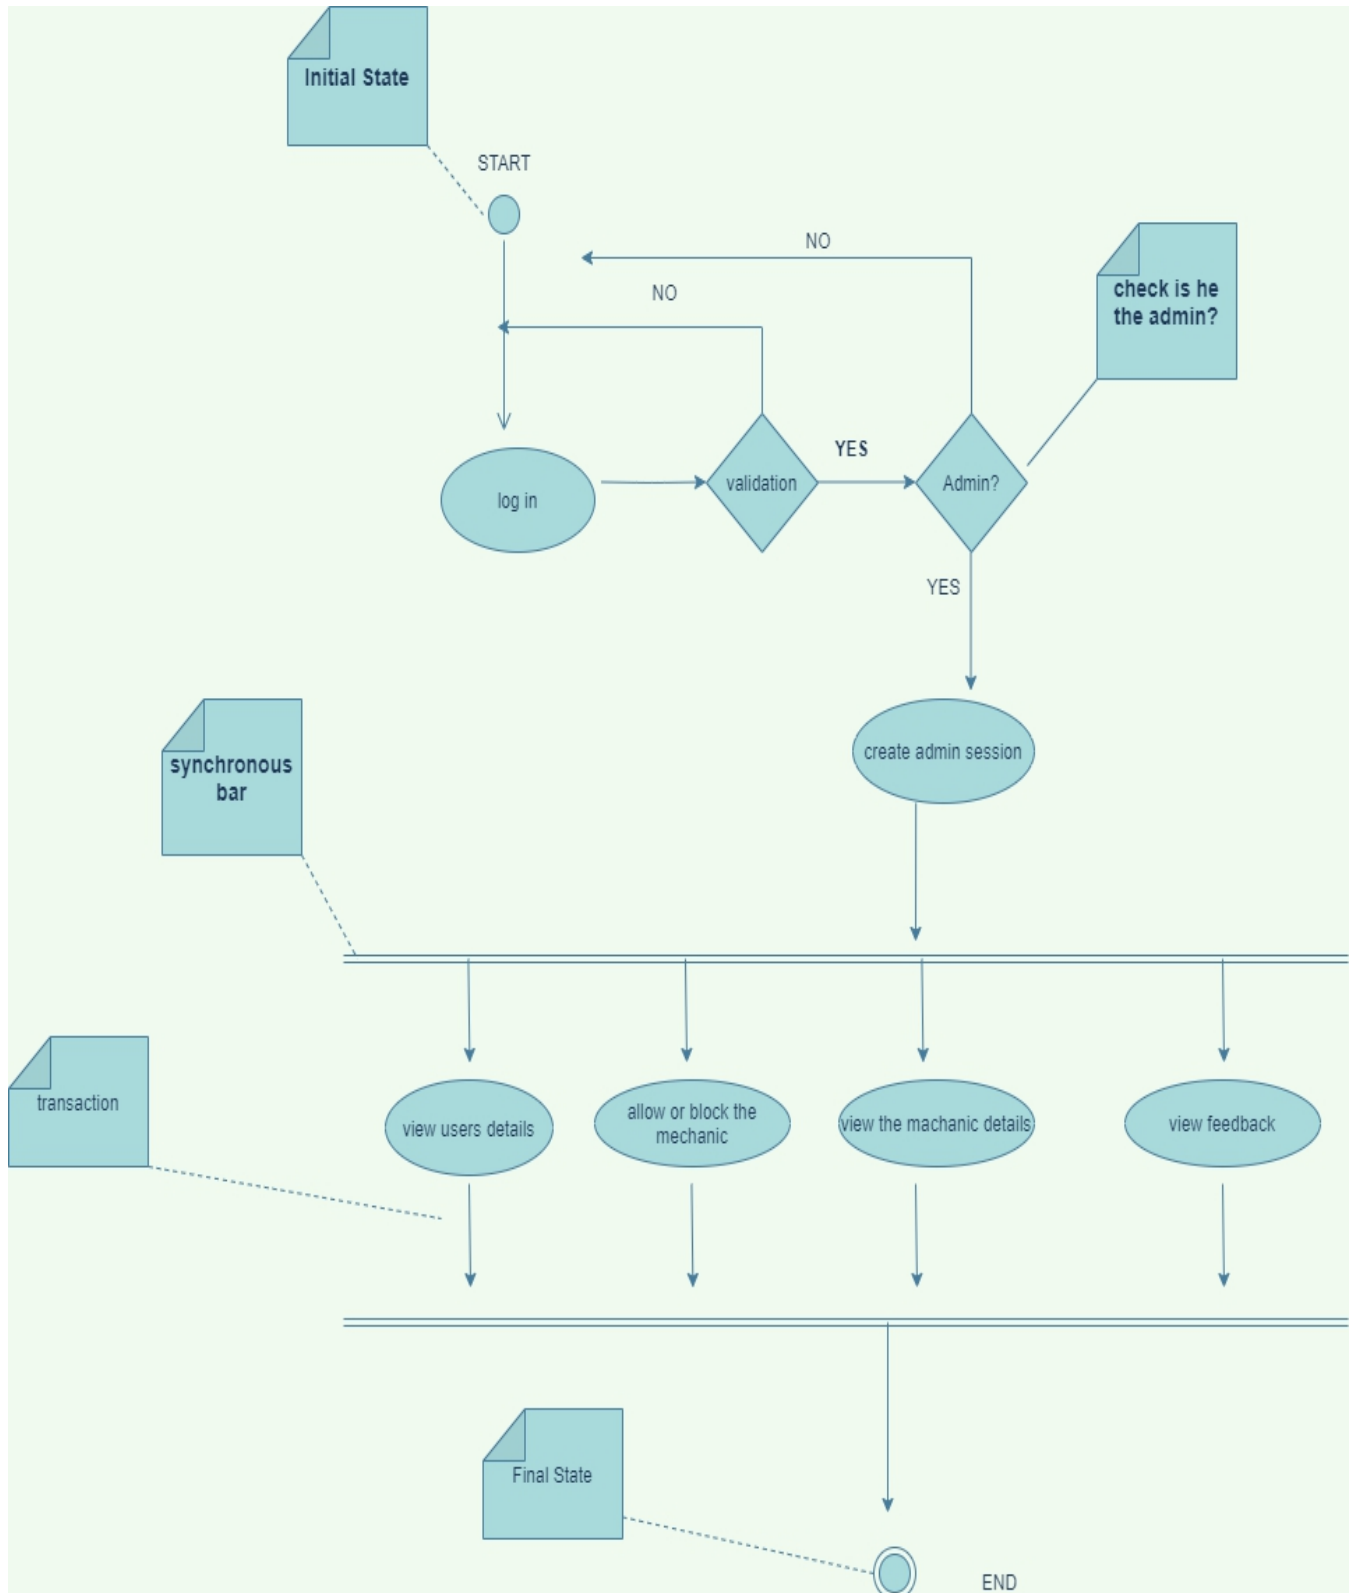 Initial State
START
NO
check is he
the admin?
NO
YES
log in
validation
Admin?
YES
create admin session
synchronous
bar
transaction
view users details
allow or block the
mechanic
view the machanic details
view feedback
Final State
END